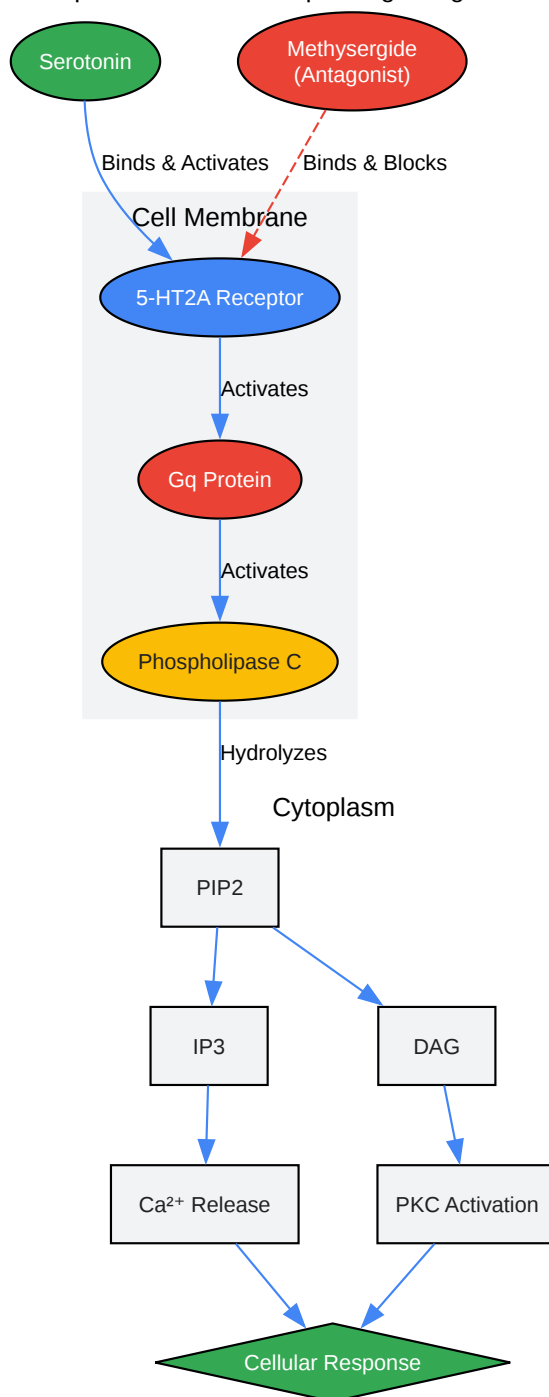 Serotonin
Methysergide
(Antagonist)
Binds & Activates
Binds & Blocks
Cell Membrane
5-HT2A Receptor
Activates
Gq Protein
Activates
Phospholipase C
Hydrolyzes
Cytoplasm
PIP2
IP3
DAG
Ca²⁺ Release
PKC Activation
Cellular Response